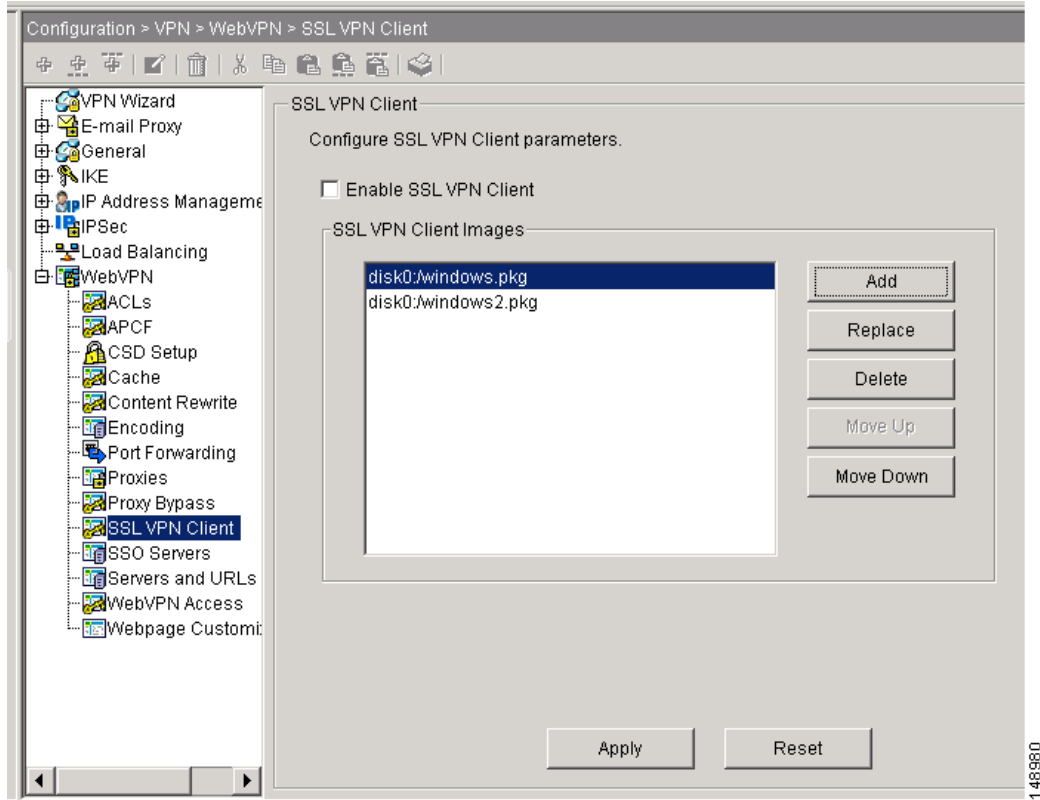 Configuration > VPN > WebVPN > SSL VPN Client
VPN Wizard
E-mail Proxy
General
IKE
IP Address Manageme
IPSec
Load Balancing
WebVPN
ACLs
APCF
CSD Setup
Cache
Content Rewrite
Encoding
Port Forwarding
Proxies
Proxy Bypass
SSL VPN Client
SSO Servers
Servers and URLs
WebVPN Access
Webpage Customi
SSL VPN Client
Configure SSL VPN Client parameters.
Enable SSL VPN Client
SSL VPN Client Images
disk0:/windows.pkg
disk0:/windows2.pkg
Add
Replace
Delete
Move Up
Move Down
Apply
Reset
148980